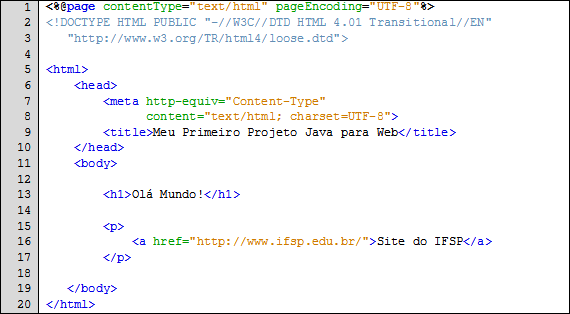 1 <%@page contentType="text/html" pageEncoding="UTF-8"%>
2 <!DOCTYPE HTML PUBLIC "-//W3C//DTD HTML 4.01 Transitional//EN"
3 "http://www.w3.org/TR/html4/loose.dtd">
4
5 <html>
6 <head>
7 <meta http-equiv="Content-Type"
8 content="text/html; charset=UTF-8">
9 <title>Meu Primeiro Projeto Java para Web</title>
10 </head>
11 <body>
12
13 <h1>Olá Mundo!</h1>
14
15 <p>
16 <a href="http://www.ifsp.edu.br/">Site do IFSP</a>
17 </p>
18
19 </body>
20 </html>